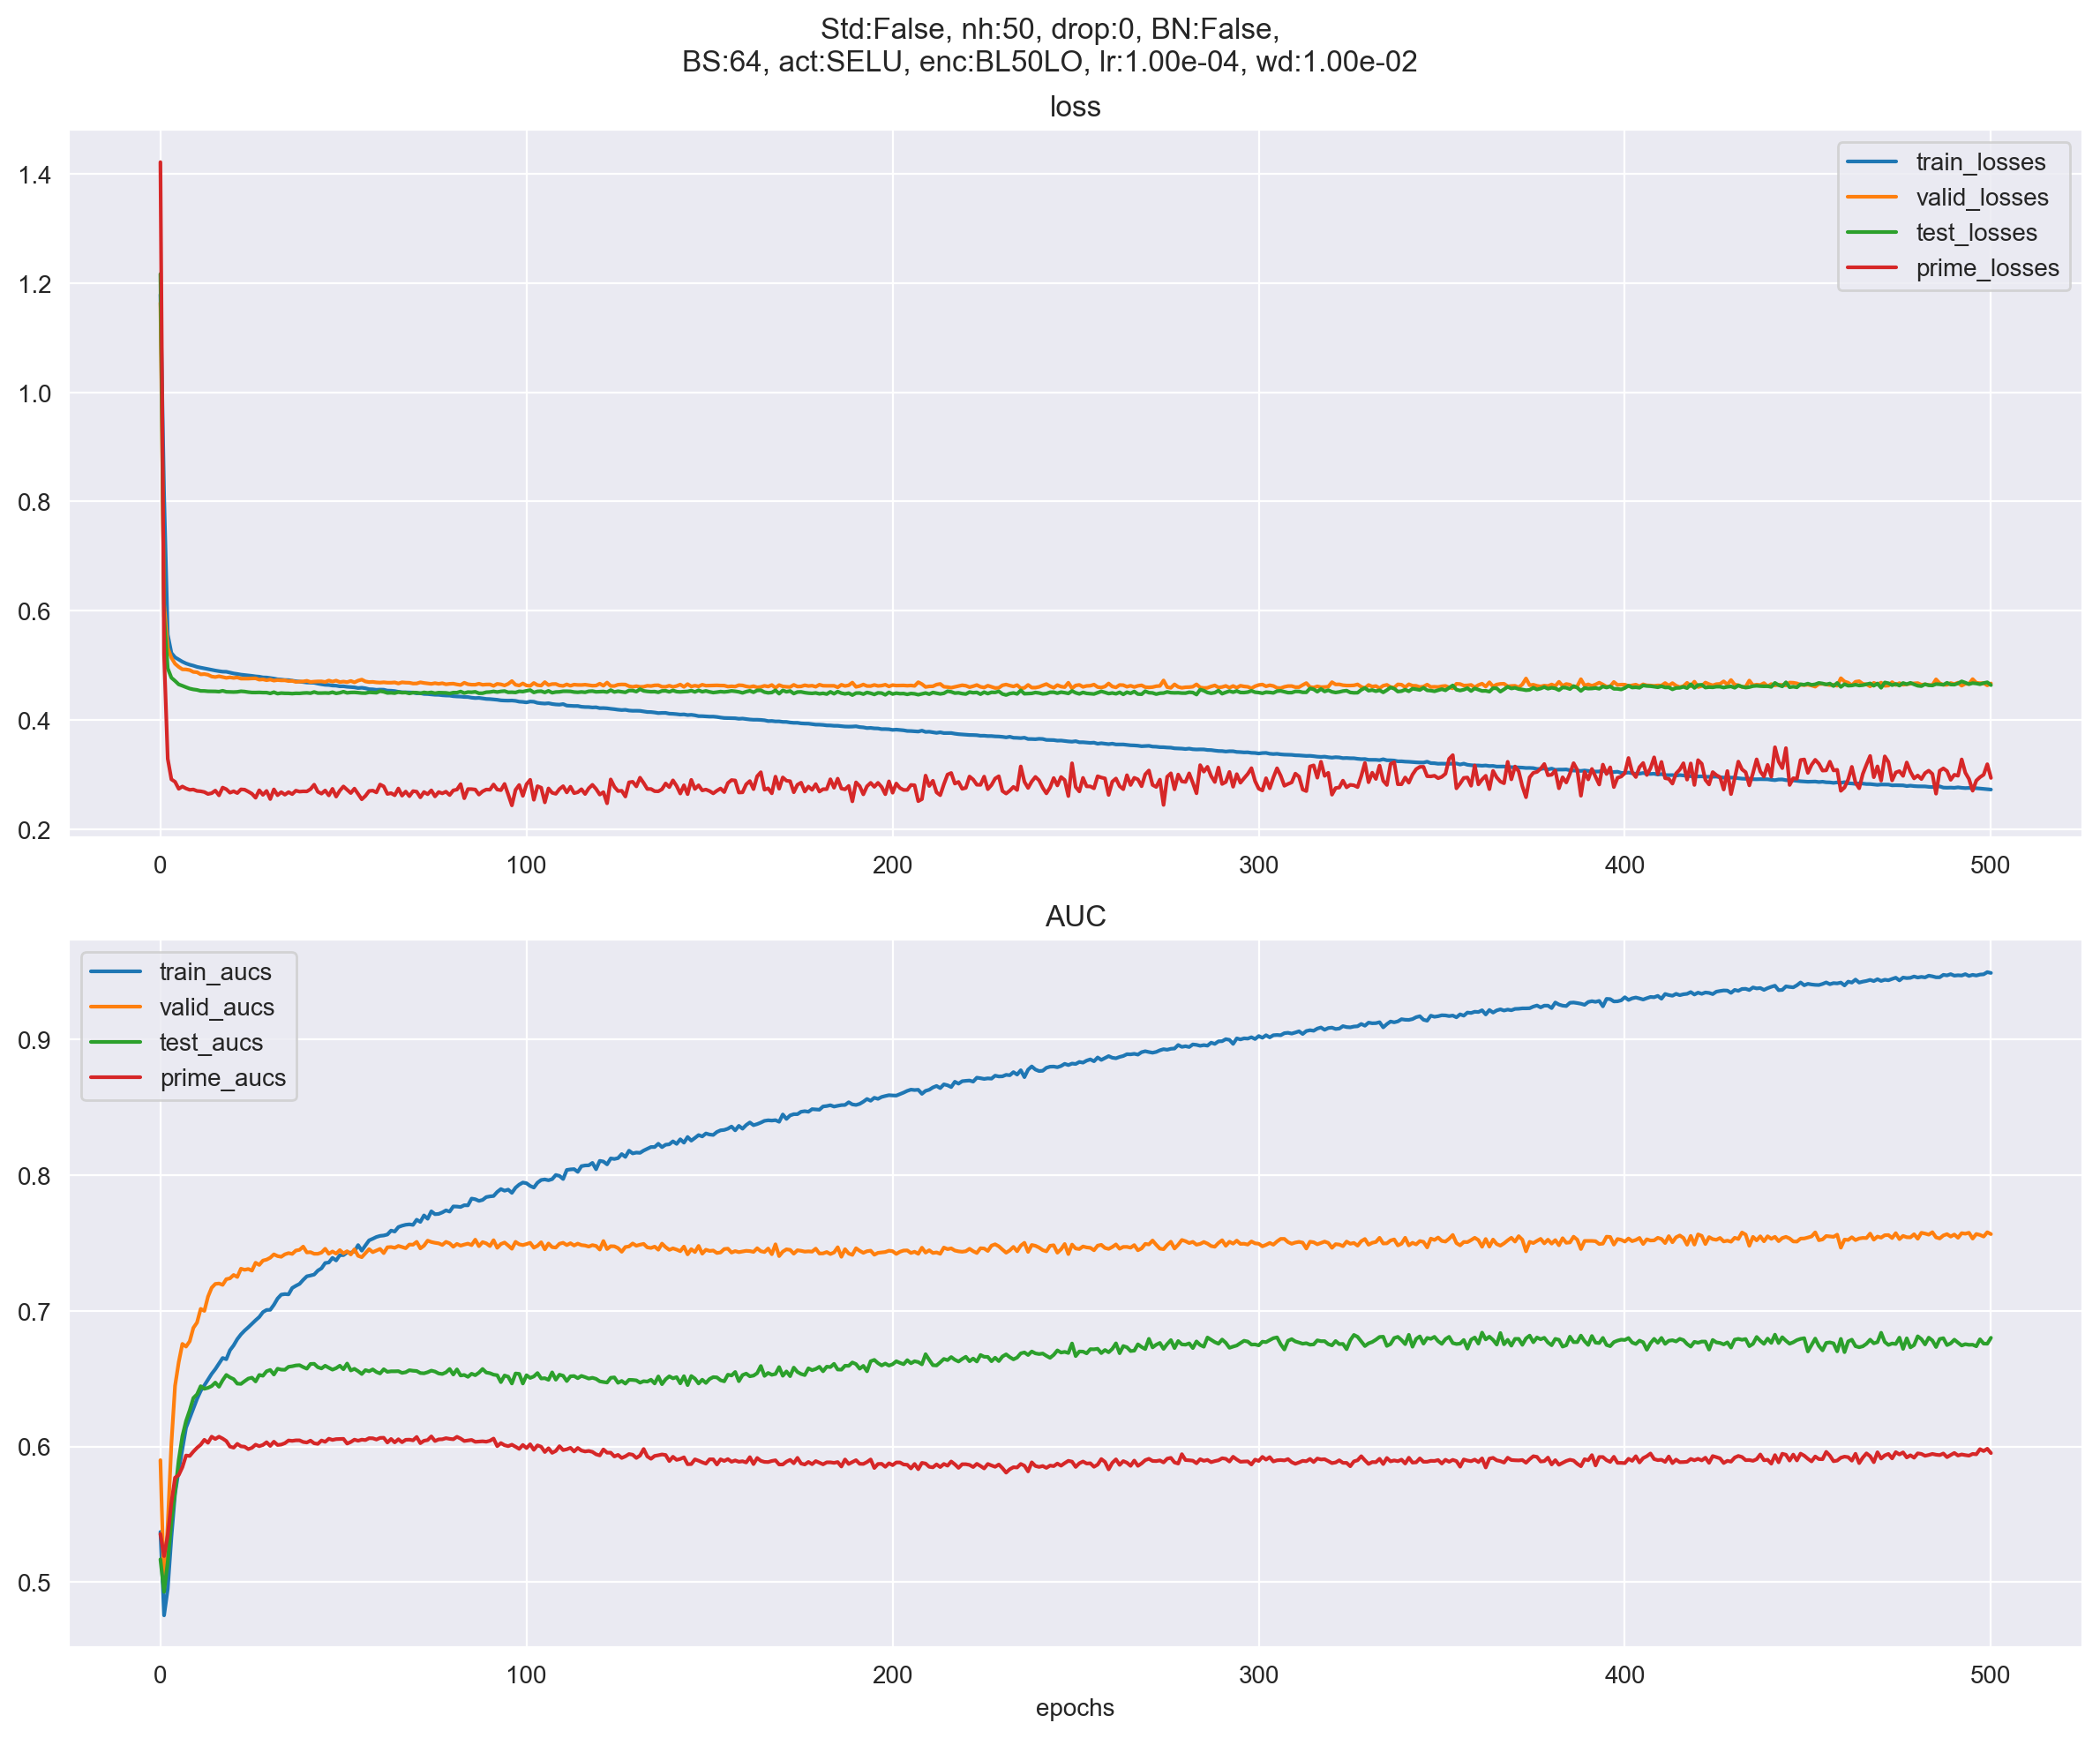 Std:False, nh:50, drop:0, BN:False,
BS:64, act:SELU, enc:BL50LO, lr:1.00e-04, wd:1.00e-02
loss
1.4
1.2
1.0
0.8
0.6
0.4
0.2
train_losses
valid_losses
test_losses
prime_losses
0 100 200 300 400 500
AUC
train_aucs
valid_aucs
test_aucs
prime_aucs
0.9
0.8
0.7
0.6
0.5
0 100 200 300 400 500
epochs